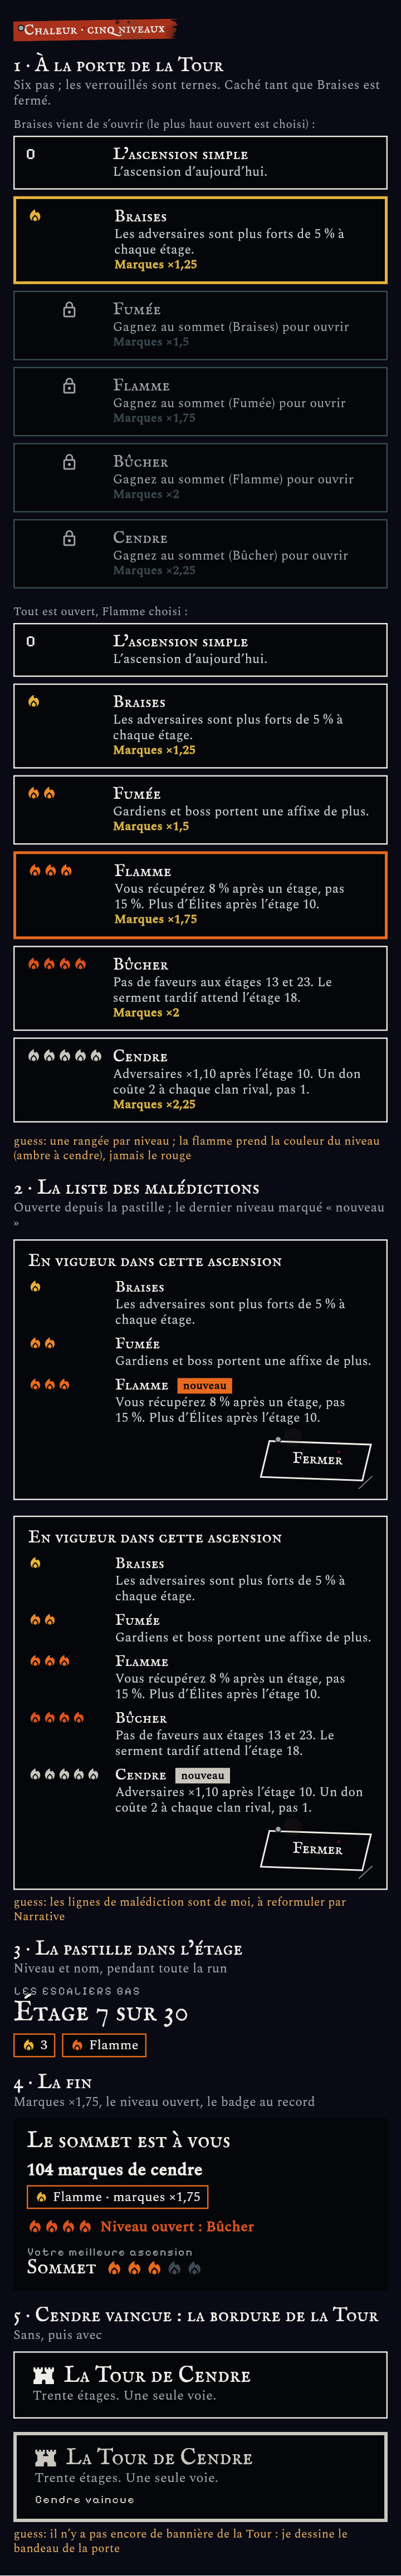 Chaleur · cinq niveaux
1 · À la porte de la Tour
Six pas ; les verrouillés sont ternes. Caché tant que Braises est
fermé.
Braises vient de s’ouvrir (le plus haut ouvert est choisi) :
0
L’ascension simple
L’ascension d’aujourd’hui.
Braises
Les adversaires sont plus forts de 5 % à
chaque étage.
Marques ×1,25
Fumée
Gagnez au sommet (Braises) pour ouvrir
Marques ×1,5
Flamme
Gagnez au sommet (Fumée) pour ouvrir
Marques ×1,75
Bûcher
Gagnez au sommet (Flamme) pour ouvrir
Marques ×2
Cendre
Gagnez au sommet (Bûcher) pour ouvrir
Marques ×2,25
Tout est ouvert, Flamme choisi :
0
L’ascension simple
L’ascension d’aujourd’hui.
Braises
Les adversaires sont plus forts de 5 % à
chaque étage.
Marques ×1,25
Fumée
Gardiens et boss portent une affixe de plus.
Marques ×1,5
Flamme
Vous récupérez 8 % après un étage, pas
15 %. Plus d’Élites après l’étage 10.
Marques ×1,75
Bûcher
Pas de faveurs aux étages 13 et 23. Le
serment tardif attend l’étage 18.
Marques ×2
Cendre
Adversaires ×1,10 après l’étage 10. Un don
coûte 2 à chaque clan rival, pas 1.
Marques ×2,25
guess: une rangée par niveau ; la flamme prend la couleur du niveau
(ambre à cendre), jamais le rouge
2 · La liste des malédictions
Ouverte depuis la pastille ; le dernier niveau marqué « nouveau
»
En vigueur dans cette ascension
Braises
Les adversaires sont plus forts de 5 % à
chaque étage.
Fumée
Gardiens et boss portent une affixe de plus.
Flamme nouveau
Vous récupérez 8 % après un étage, pas
15 %. Plus d’Élites après l’étage 10.
Fermer
En vigueur dans cette ascension
Braises
Les adversaires sont plus forts de 5 % à
chaque étage.
Fumée
Gardiens et boss portent une affixe de plus.
Flamme
Vous récupérez 8 % après un étage, pas
15 %. Plus d’Élites après l’étage 10.
Bûcher
Pas de faveurs aux étages 13 et 23. Le
serment tardif attend l’étage 18.
Cendre nouveau
Adversaires ×1,10 après l’étage 10. Un don
coûte 2 à chaque clan rival, pas 1.
Fermer
guess: les lignes de malédiction sont de moi, à reformuler par
Narrative
3 · La pastille dans l’étage
Niveau et nom, pendant toute la run
LES ESCALIERS BAS
Étage 7 sur 30
3 Flamme
4 · La fin
Marques ×1,75, le niveau ouvert, le badge au record
Le sommet est à vous
104 marques de cendre
Flamme · marques ×1,75
Niveau ouvert : Bûcher
Votre meilleure ascension
Sommet
5 · Cendre vaincue : la bordure de la Tour
Sans, puis avec
La Tour de Cendre
Trente étages. Une seule voie.
La Tour de Cendre
Trente étages. Une seule voie.
Cendre vaincue
guess: il n’y a pas encore de bannière de la Tour : je dessine le
bandeau de la porte